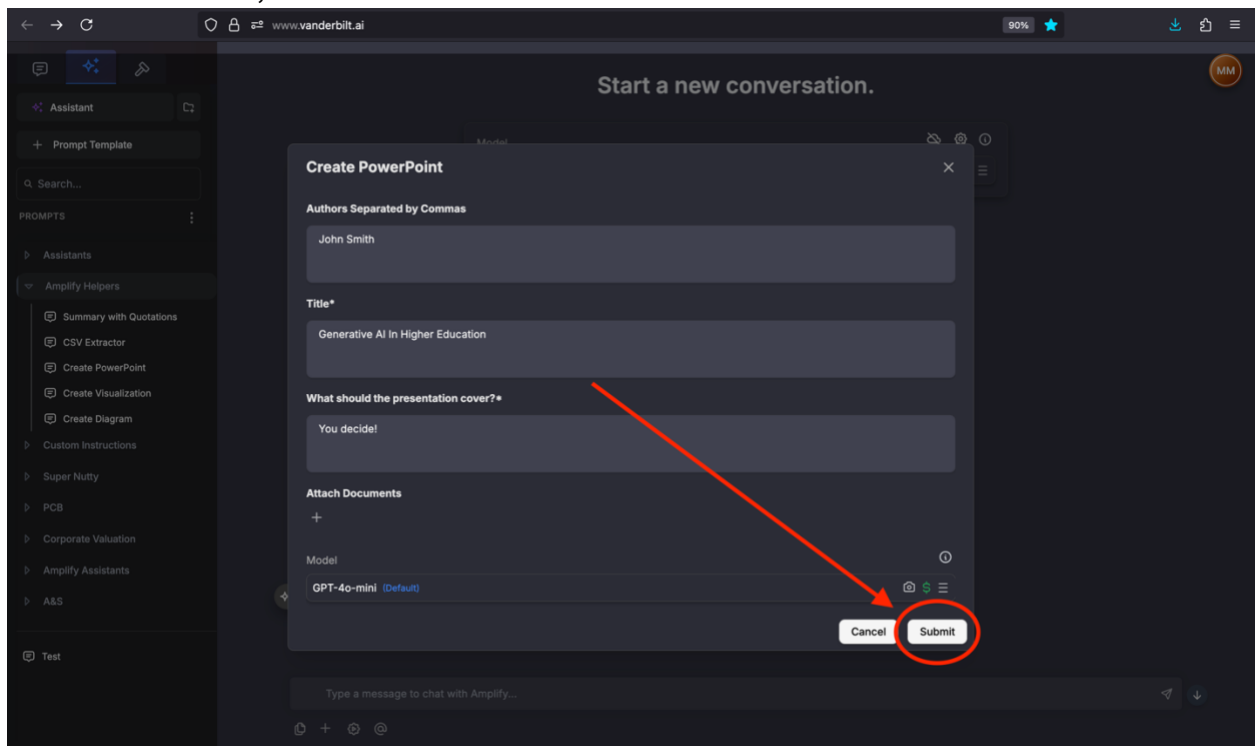 www.vanderbilt.ai
90%
Start a new conversation.
MM
Assistant
Prompt Template
Search...
PROMPTS
Assistants
Amplify Helpers
Summary with Quotations
CSV Extractor
Create PowerPoint
Create Visualization
Create Diagram
Custom Instructions
Super Nutty
PCB
Corporate Valuation
Amplify Assistants
A&S
Test
Model
Create PowerPoint
Authors Separated by Commas
John Smith
Title*
Generative AI In Higher Education
What should the presentation cover?*
You decide!
Attach Documents
Model
GPT-4o-mini (Default)
$
Cancel Submit
Type a message to chat with Amplify...